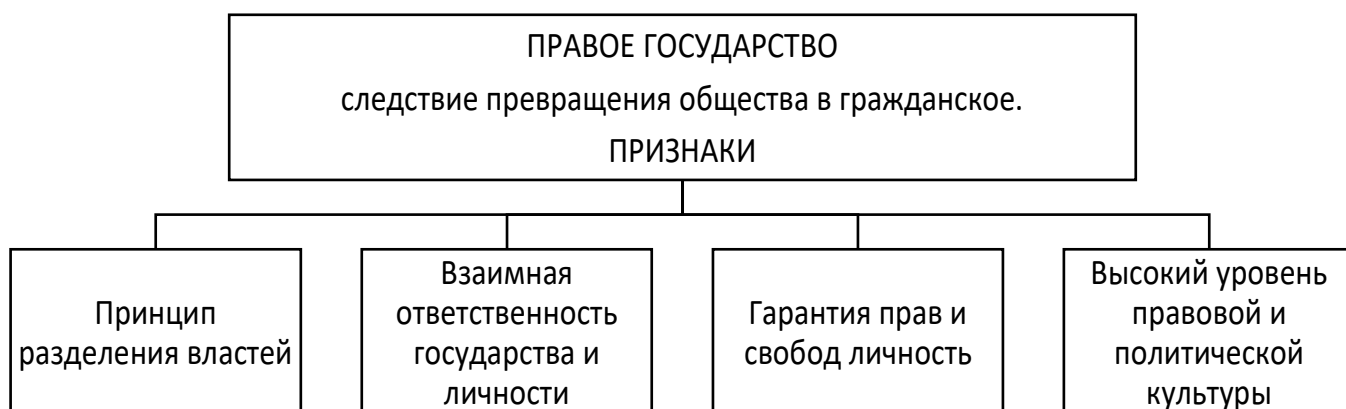 ПРАВОЕ ГОСУДАРСТВО
следствие превращения общества в гражданское.
ПРИЗНАКИ
Принцип
разделения властей
Взаимная
ответственность
государства и
личности
Гарантия прав и
свобод личность
Высокий уровень
правовой и
политической
культуры